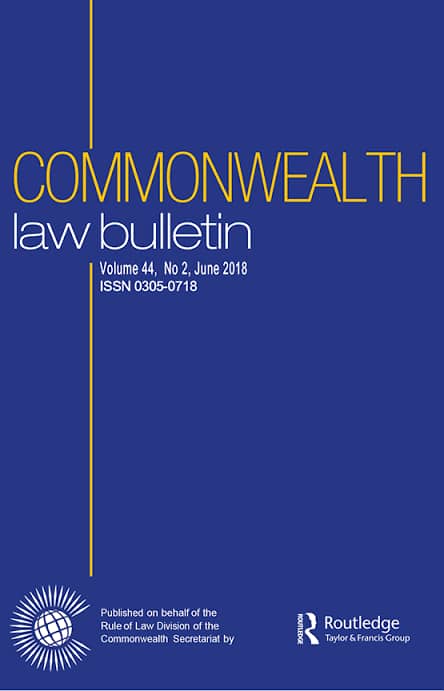 COMMONWEALTH
law bulletin
Volume 44, No 2, June 2018
ISSN 0305-0718
Published on behalf of the
Rule of Law Division of the
Commonwealth Secretariat by
ROUTLEDGE
Routledge
Taylor & Francis Group